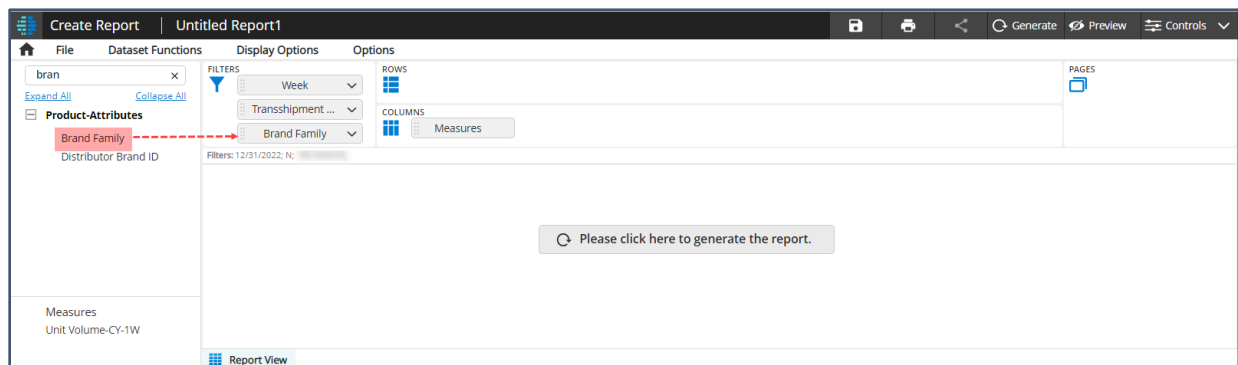 Create Report | Untitled Report1
Generate Preview Controls
File Dataset Functions Display Options Options
bran x
Expand All Collapse All
Product-Attributes
Brand Family
Distributor Brand ID
FILTERS
Week
Transshipment ...
Brand Family
ROWS
COLUMNS
Measures
PAGES
Filters: 12/31/2022; N;
Please click here to generate the report.
Measures
Unit Volume-CY-1W
Report View